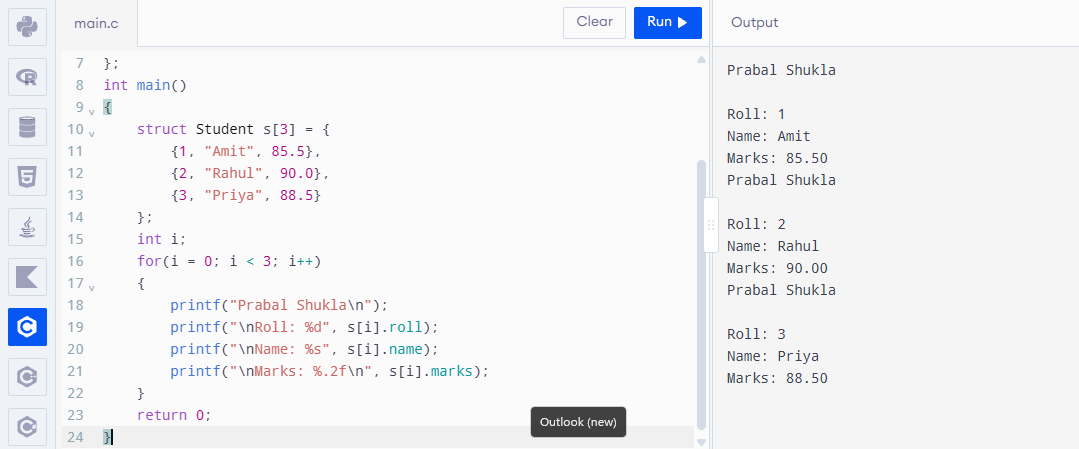 main.c
Clear
Run
Output
7 };
8 int main()
9 {
10 struct Student s[3] = {
11 {1, "Amit", 85.5},
12 {2, "Rahul", 90.0},
13 {3, "Priya", 88.5}
14 };
15 int i;
16 for(i = 0; i < 3; i++)
17 {
18 printf("Prabal Shukla\n");
19 printf("\nRoll: %d", s[i].roll);
20 printf("\nName: %s", s[i].name);
21 printf("\nMarks: %.2f\n", s[i].marks);
22 }
23 return 0;
24 }
Outlook (new)
Prabal Shukla
Roll: 1
Name: Amit
Marks: 85.50
Prabal Shukla
Roll: 2
Name: Rahul
Marks: 90.00
Prabal Shukla
Roll: 3
Name: Priya
Marks: 88.50